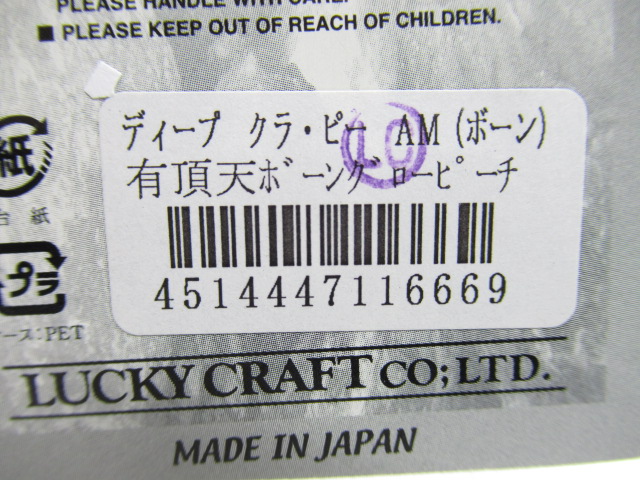 PLEASE HANDLE WITH CARE.
■ PLEASE KEEP OUT OF REACH OF CHILDREN.
ディープ クラ・ピー AM (ボーン)
有頂天ﾎﾞｰﾝｸﾞﾛｰﾋﾟｰﾁ
4514447116669
紙
台 紙
プラ
ース:PET
LUCKY CRAFT CO;LTD.
MADE IN JAPAN